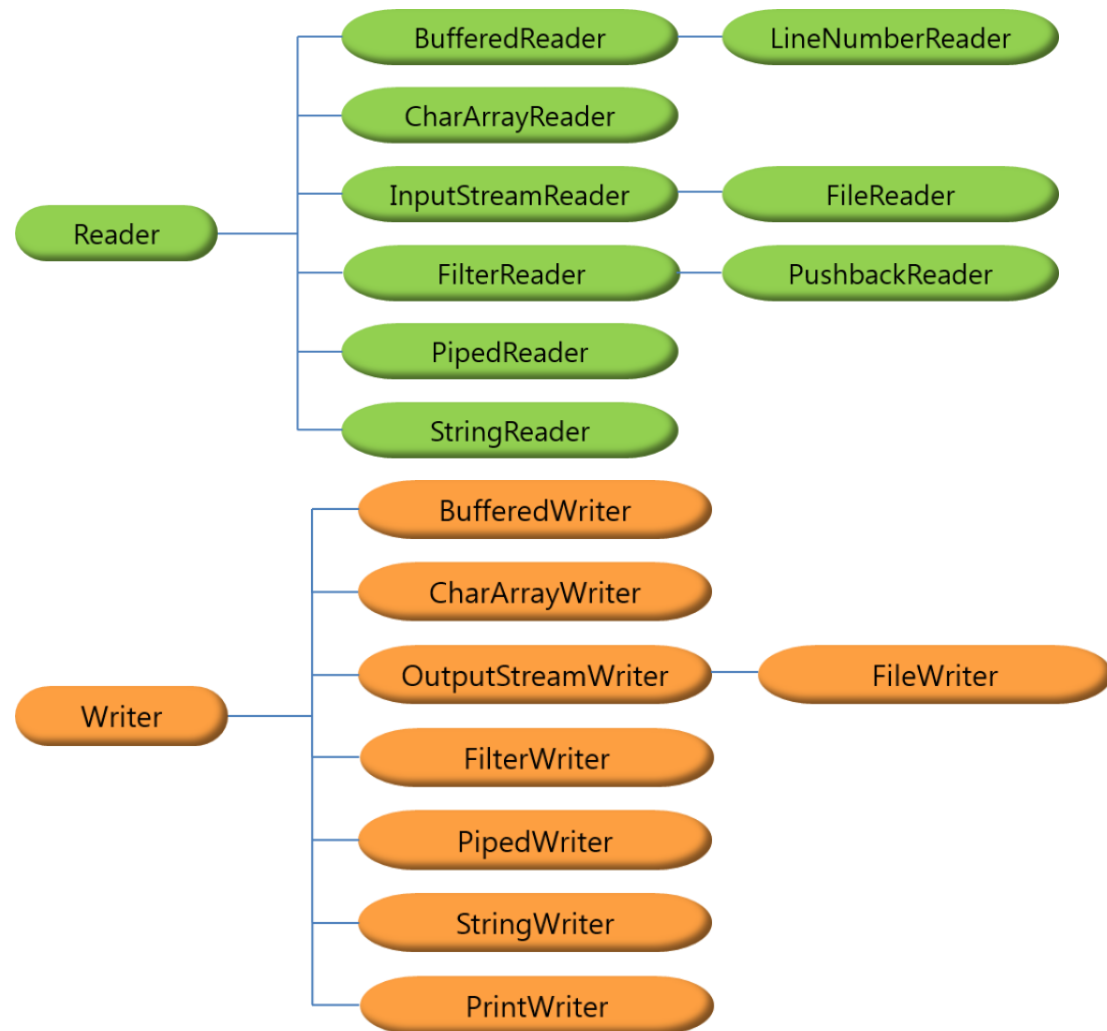 BufferedReader
LineNumberReader
CharArrayReader
InputStreamReader
FileReader
Reader
FilterReader
PushbackReader
PipedReader
StringReader
BufferedWriter
CharArrayWriter
OutputStreamWriter
FileWriter
Writer
FilterWriter
PipedWriter
StringWriter
PrintWriter